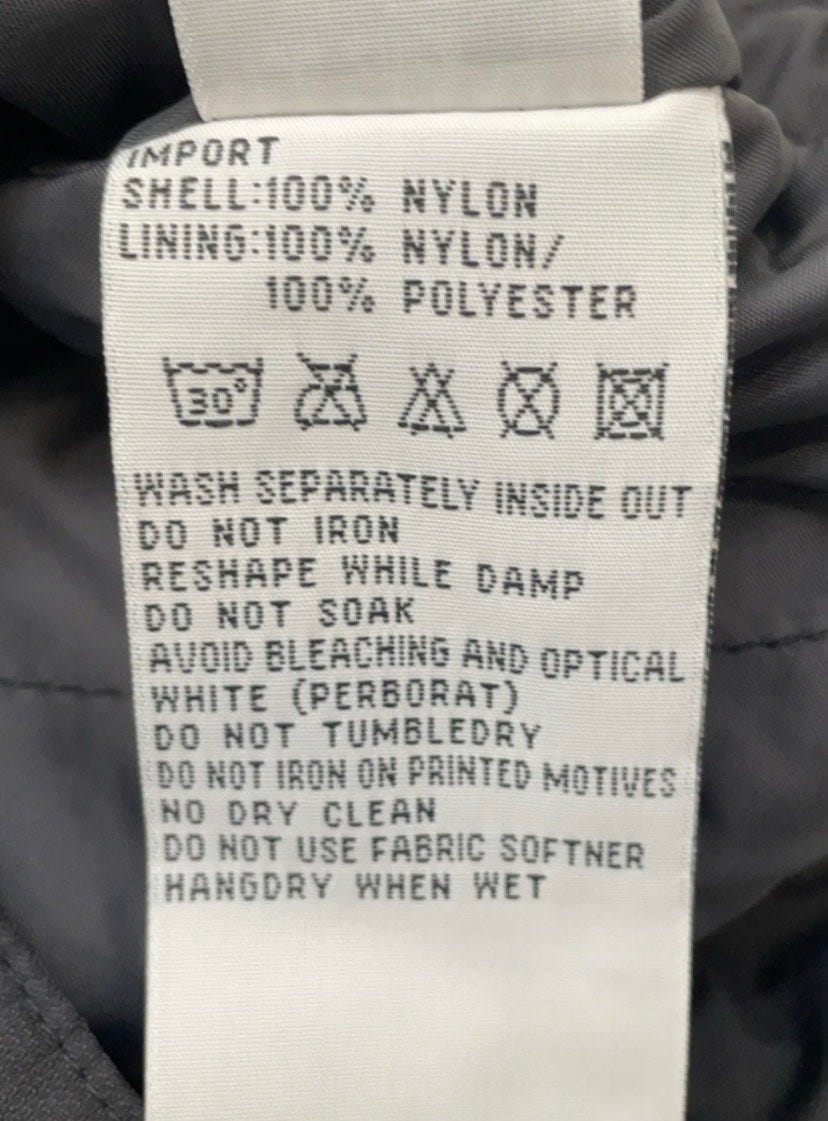 IMPORT
SHELL:100% NYLON
LINING:100% NYLON/
100% POLYESTER
30°
WASH SEPARATELY INSIDE OUT
DO NOT IRON
RESHAPE WHILE DAMP
DO NOT SOAK
AVOID BLEACHING AND OPTICAL
WHITE (PERBORAT)
DO NOT TUMBLEDRY
DO NOT IRON ON PRINTED MOTIVES
NO DRY CLEAN
DO NOT USE FABRIC SOFTNER
HANGDRY WHEN WET